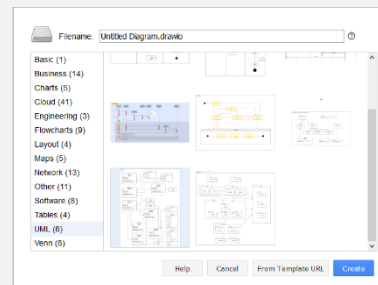 Filename: Untitled Diagram.drawio
Basic (1)
Business (14)
Charts (5)
Cloud (41)
Engineering (3)
Flowcharts (9)
Layout (4)
Maps (5)
Network (13)
Other (11)
Software (8)
Tables (4)
UML (8)
Venn (8)
Help Cancel From Template URL Create